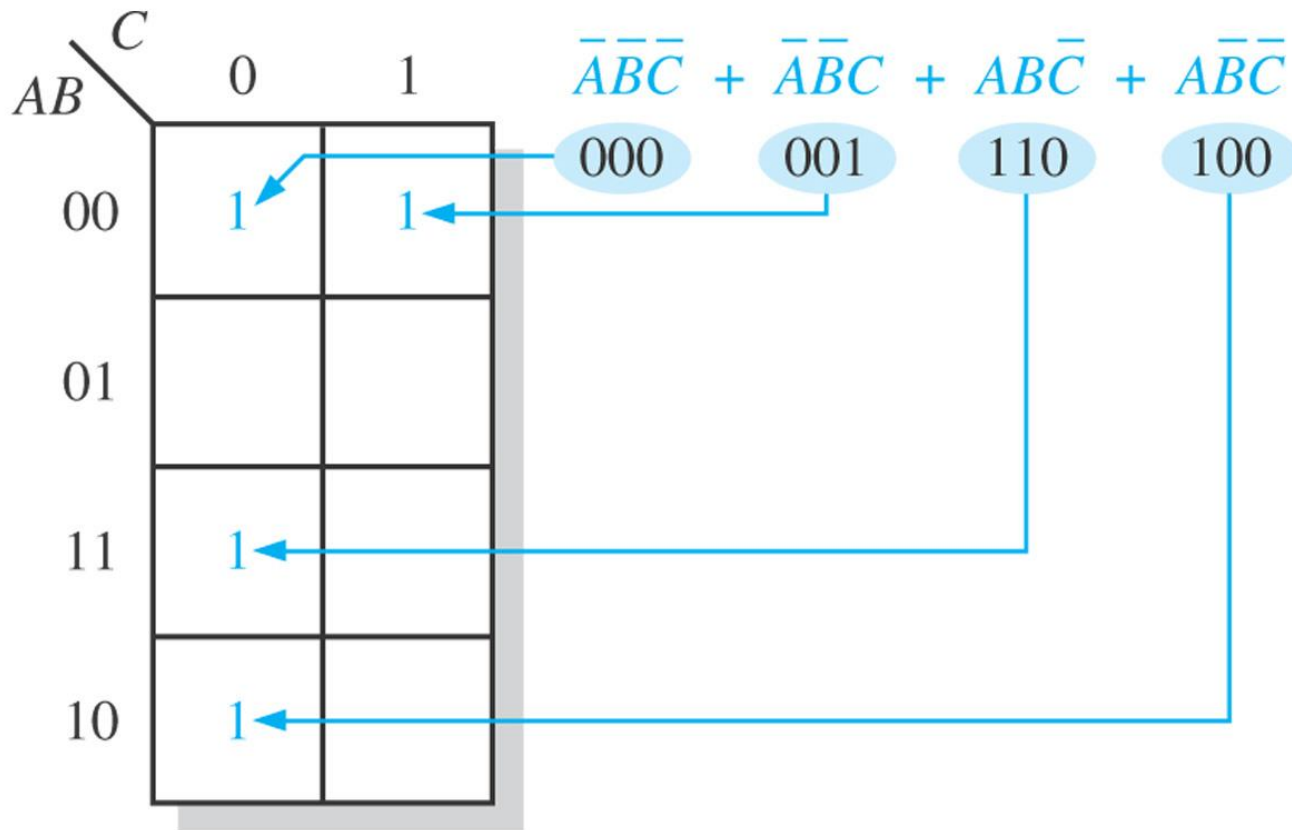 C
AB 0 1 A̅B̅C̅ + A̅B̅C + ABC̅ + AB̅C̅
000 001 110 100
00 1 1
01
11 1
10 1